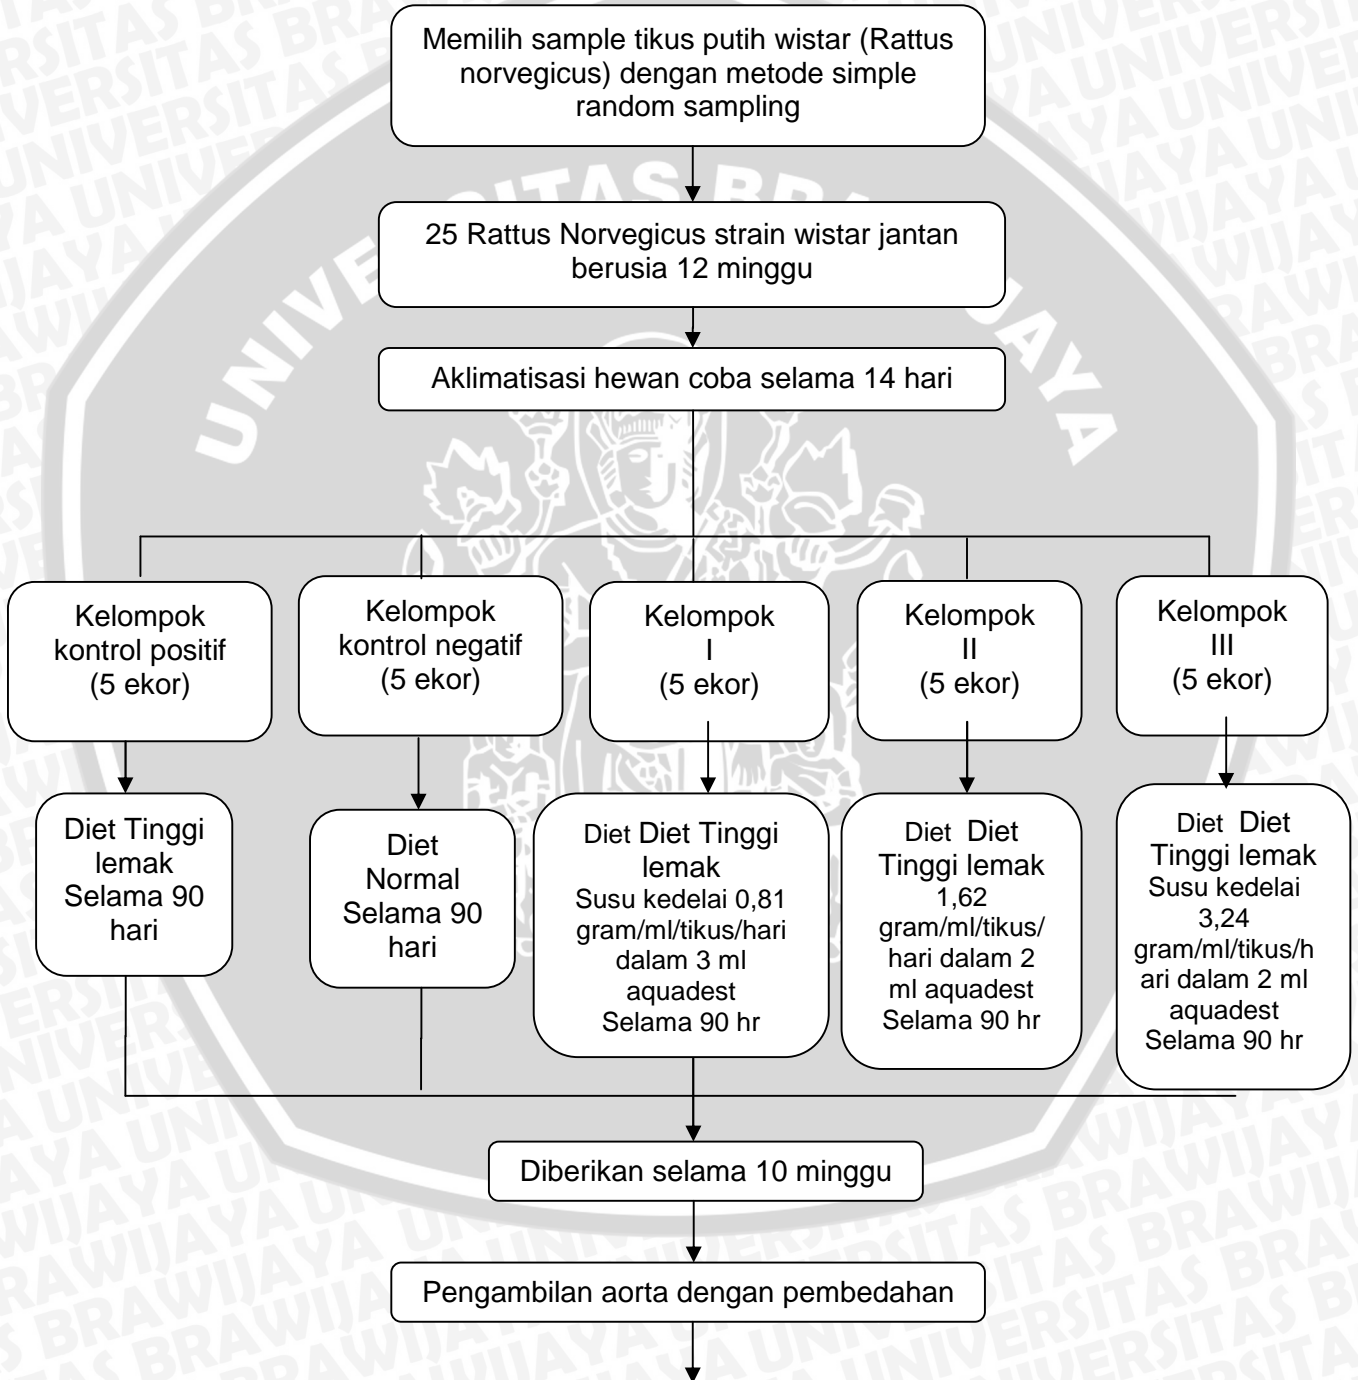 Memilih sample tikus putih wistar (Rattus
norvegicus) dengan metode simple
random sampling
25 Rattus Norvegicus strain wistar jantan
berusia 12 minggu
Aklimatisasi hewan coba selama 14 hari
Kelompok
kontrol positif
(5 ekor)
Kelompok
kontrol negatif
(5 ekor)
Kelompok
I
(5 ekor)
Kelompok
II
(5 ekor)
Kelompok
III
(5 ekor)
Diet Tinggi
lemak
Selama 90
hari
Diet
Normal
Selama 90
hari
Diet Diet Tinggi
lemak
Susu kedelai 0,81
gram/ml/tikus/hari
dalam 3 ml
aquadest
Selama 90 hr
Diet Diet
Tinggi lemak
1,62
gram/ml/tikus/
hari dalam 2
ml aquadest
Selama 90 hr
Diet Diet
Tinggi lemak
Susu kedelai
3,24
gram/ml/tikus/h
ari dalam 2 ml
aquadest
Selama 90 hr
Diberikan selama 10 minggu
Pengambilan aorta dengan pembedahan